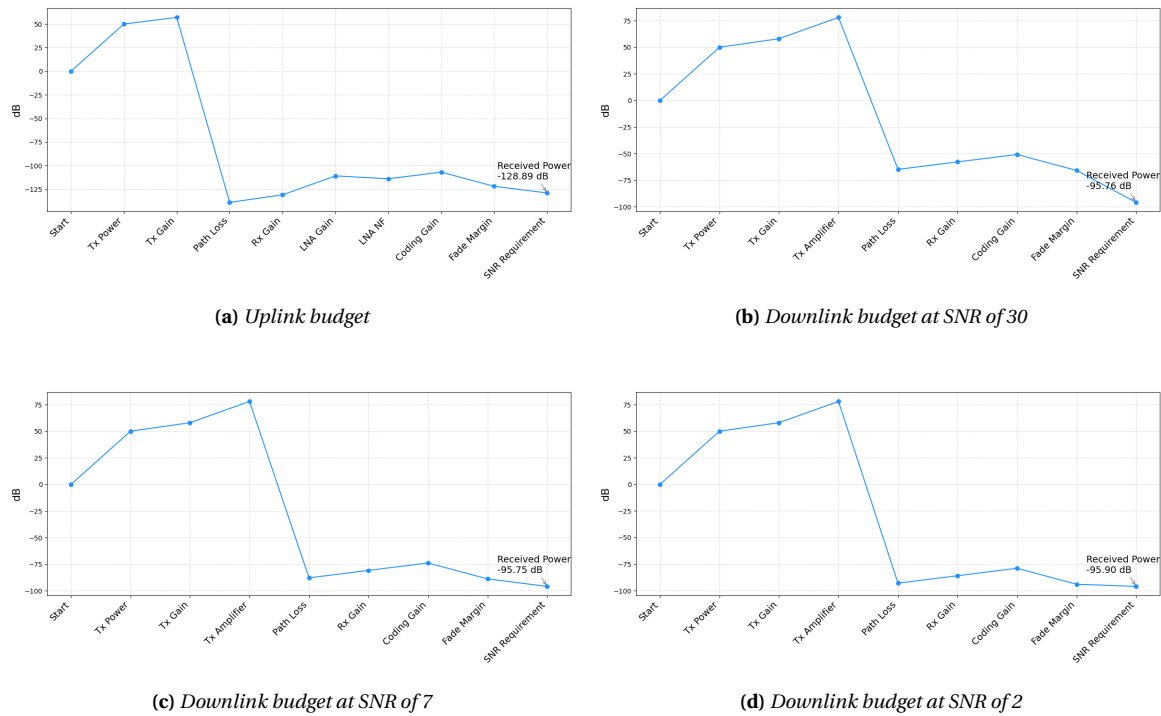 dB
50
25
0
−25
−50
−75
−100
−125
Received Power
-128.89 dB
Start
Tx Power
Tx Gain
Path Loss
Rx Gain
LNA Gain
LNA NF
Coding Gain
Fade Margin
SNR Requirement
(a) Uplink budget
dB
75
50
25
0
−25
−50
−75
−100
Received Power
-95.76 dB
Start
Tx Power
Tx Gain
Tx Amplifier
Path Loss
Rx Gain
Coding Gain
Fade Margin
SNR Requirement
(b) Downlink budget at SNR of 30
dB
75
50
25
0
−25
−50
−75
−100
Received Power
-95.75 dB
Start
Tx Power
Tx Gain
Tx Amplifier
Path Loss
Rx Gain
Coding Gain
Fade Margin
SNR Requirement
(c) Downlink budget at SNR of 7
dB
75
50
25
0
−25
−50
−75
−100
Received Power
-95.90 dB
Start
Tx Power
Tx Gain
Tx Amplifier
Path Loss
Rx Gain
Coding Gain
Fade Margin
SNR Requirement
(d) Downlink budget at SNR of 2